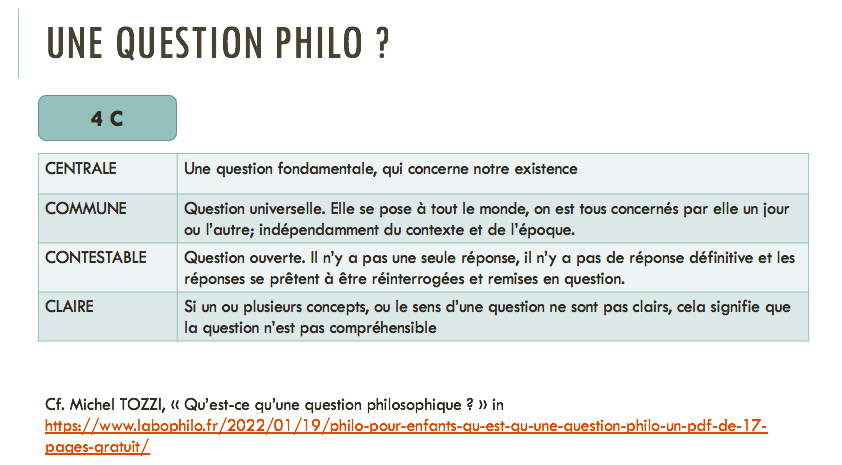 UNE QUESTION PHILO ?
4 C
CENTRALE
Une question fondamentale, qui concerne notre existence
COMMUNE
Question universelle. Elle se pose à tout le monde, on est tous concernés par elle un jour
ou l'autre; indépendamment du contexte et de l'époque.
CONTESTABLE
Question ouverte. Il n'y a pas une seule réponse, il n'y a pas de réponse définitive et les
réponses se prêtent à être réinterrogées et remises en question.
CLAIRE
Si un ou plusieurs concepts, ou le sens d'une question ne sont pas clairs, cela signifie que
la question n'est pas compréhensible
Cf. Michel TOZZI, « Qu'est-ce qu'une question philosophique ? » in
https://www.labophilo.fr/2022/01/19/philo-pour-enfants-qu-est-qu-une-question-philo-un-pdf-de-17-
pages-gratuit/